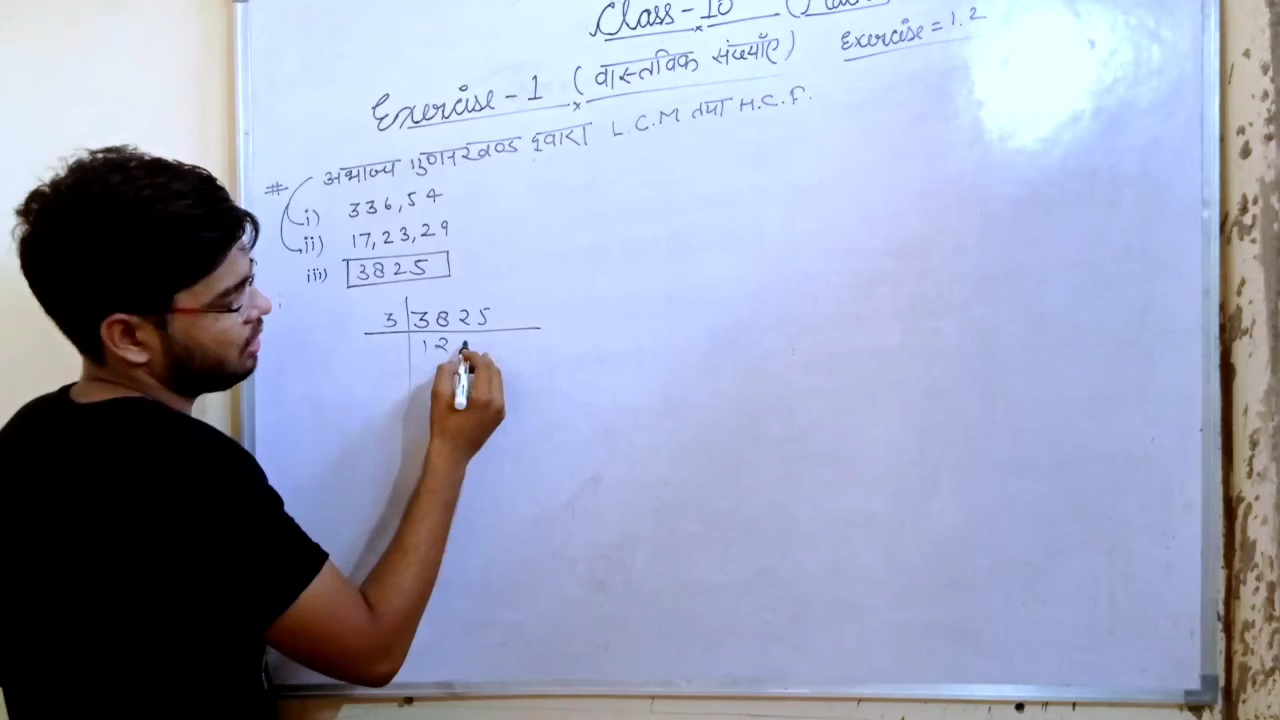 Class-10
Exercise-1 (वास्तविक संख्याएँ) Exercise = 1.2
# अभाज्य गुणनखण्ड द्वारा L.C.M तथा H.C.F.
i) 336,54
ii) 17,23,29
iii) 3825
3 3825
12